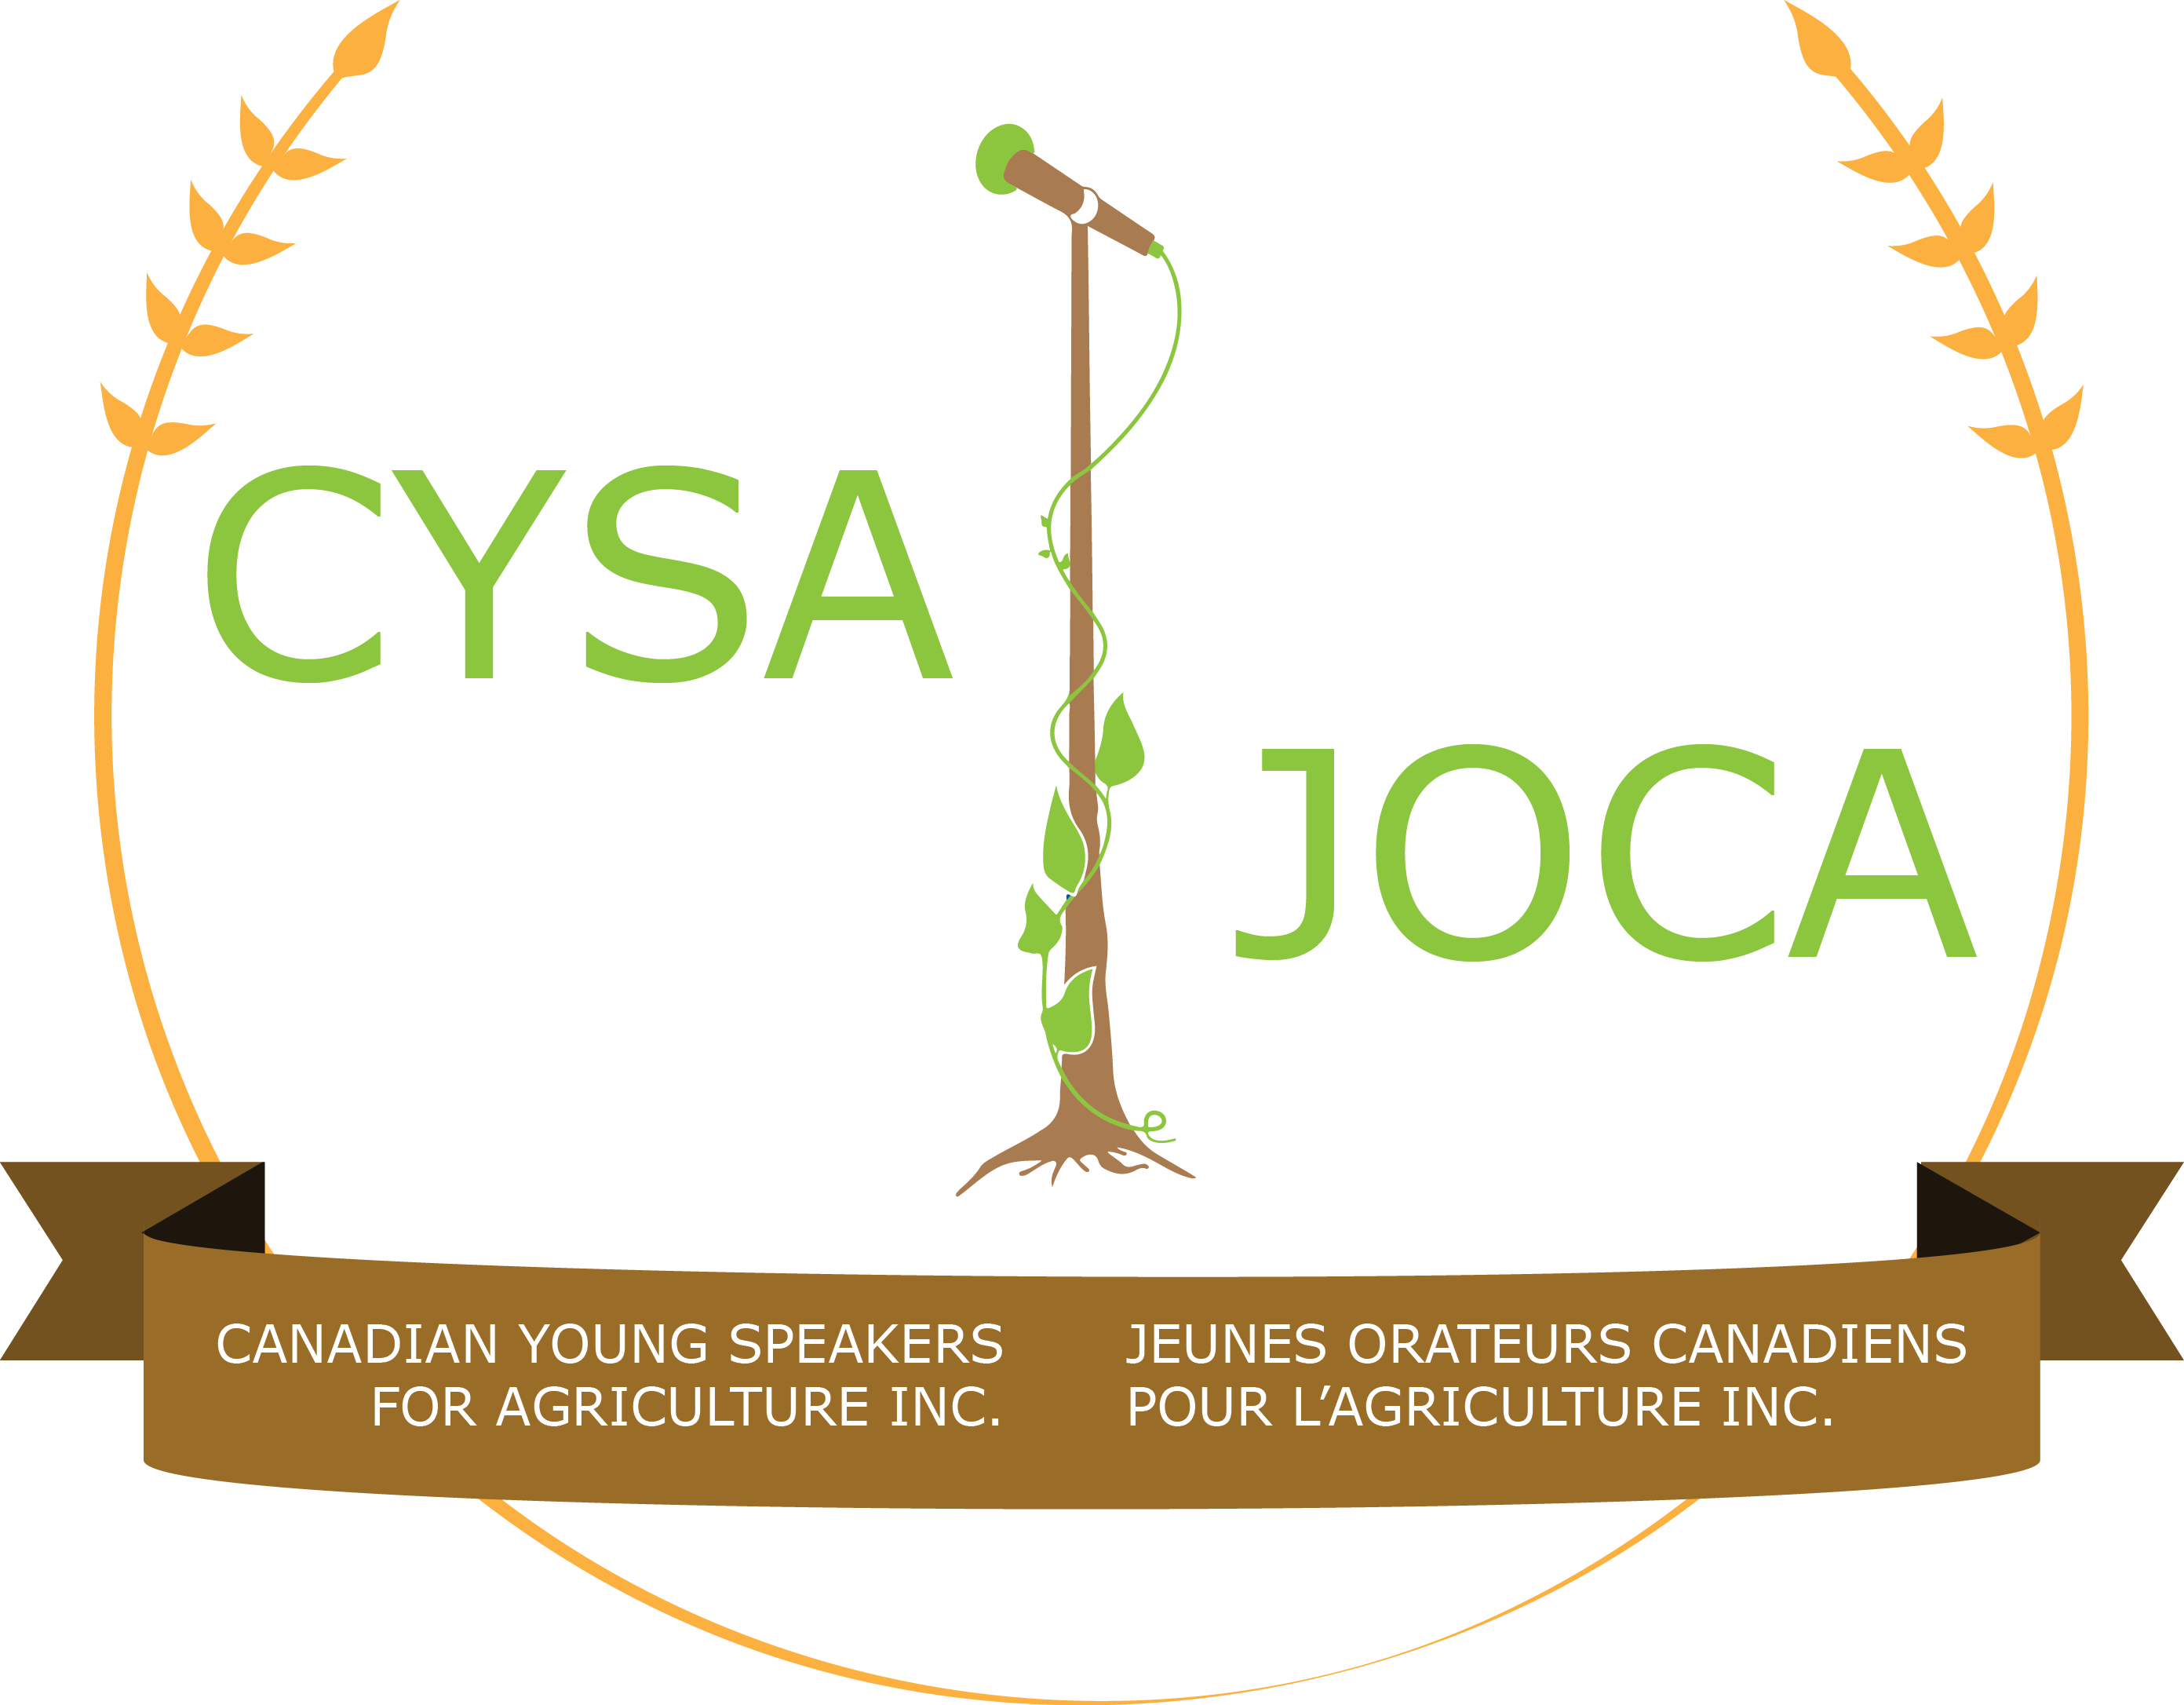 CYSA
JOCA
CANADIAN YOUNG SPEAKERS
FOR AGRICULTURE INC.
JEUNES ORATEURS CANADIENS
POUR L’AGRICULTURE INC.